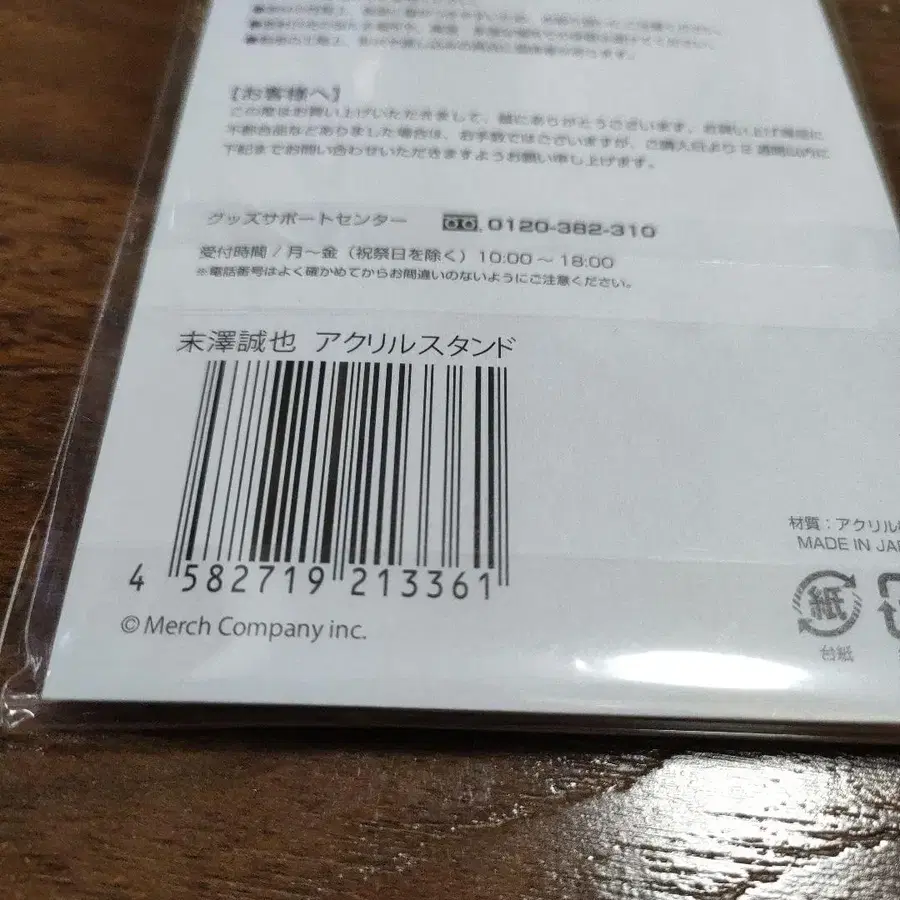 【お客様へ】
この度はお買い上げいただきまして、誠にありがとうございます。お買い上げ商品に
不都合品などありました場合は、お手数ではございますが、ご購入日より2週間以内に
下記までお問い合わせいただきますようお願い申し上げます。
グッズサポートセンター 0120-382-310
受付時間 / 月〜金（祝祭日を除く）10:00 〜 18:00
※電話番号はよく確かめてからお間違いのないようにご注意ください。
末澤誠也 アクリルスタンド
4 582719 213361
© Merch Company inc.
材質：アクリル
MADE IN JAP
紙
台紙